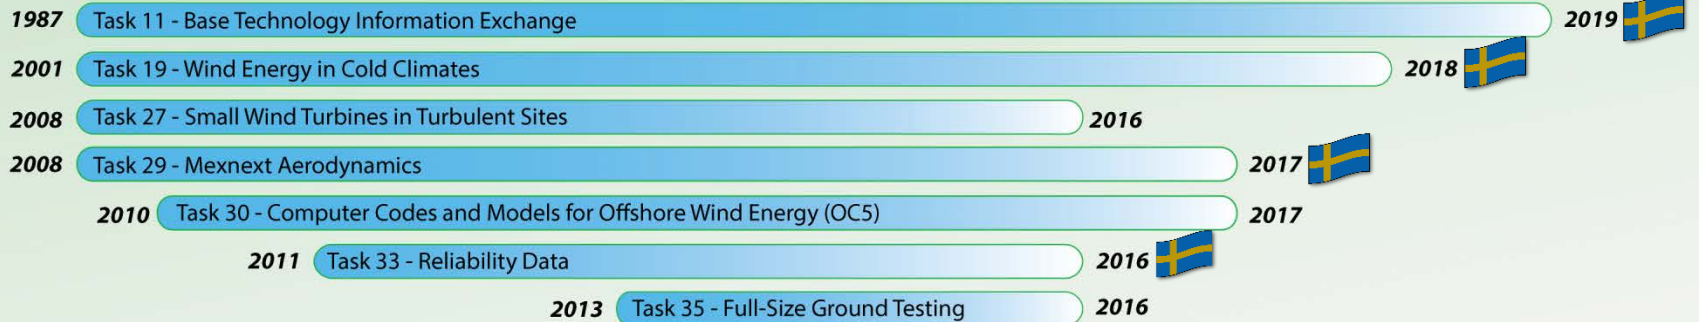 1987 Task 11 - Base Technology Information Exchange 2019
2001 Task 19 - Wind Energy in Cold Climates 2018
2008 Task 27 - Small Wind Turbines in Turbulent Sites 2016
2008 Task 29 - Mexnext Aerodynamics 2017
2010 Task 30 - Computer Codes and Models for Offshore Wind Energy (OC5) 2017
2011 Task 33 - Reliability Data 2016
2013 Task 35 - Full-Size Ground Testing 2016